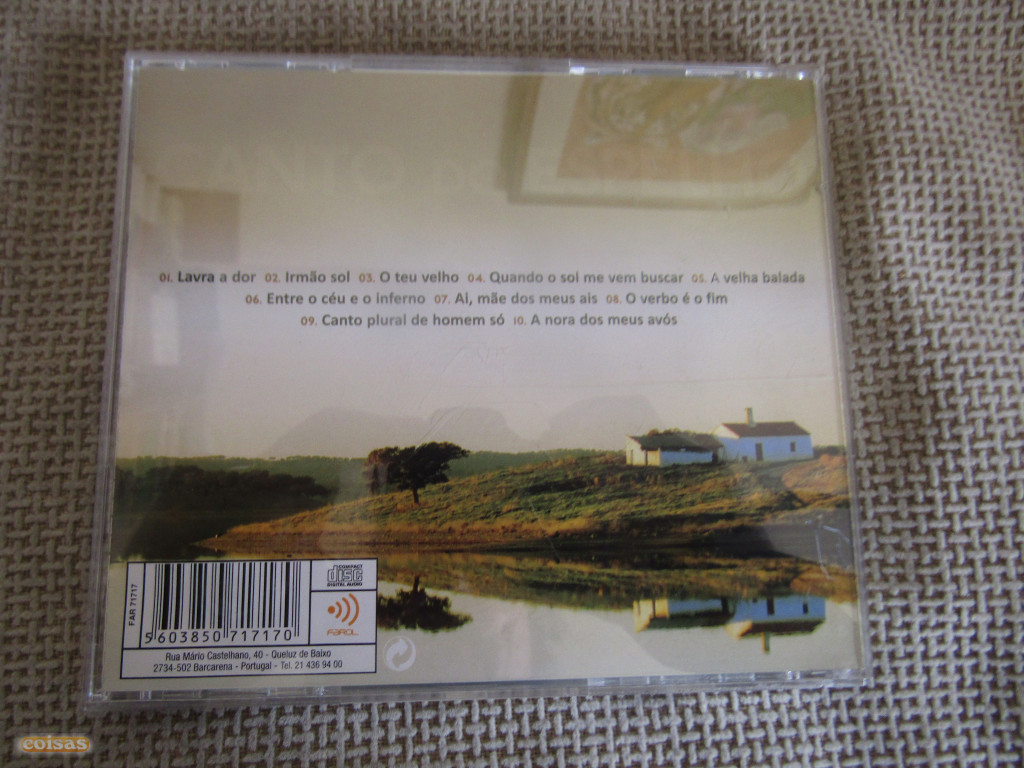 CANTO
01. Lavra a dor 02. Irmão sol 03. O teu velho 04. Quando o sol me vem buscar 05. A velha balada
06. Entre o céu e o inferno 07. Ai, mãe dos meus ais 08. O verbo é o fim
09. Canto plural de homem só 10. A nora dos meus avós
FAR 71717
5 603850 717170
COMPACT
disc
DIGITAL AUDIO
FAROL
Rua Mário Castelhano, 40 - Queluz de Baixo
2734-502 Barcarena - Portugal - Tel. 21 436 94 00
coisas